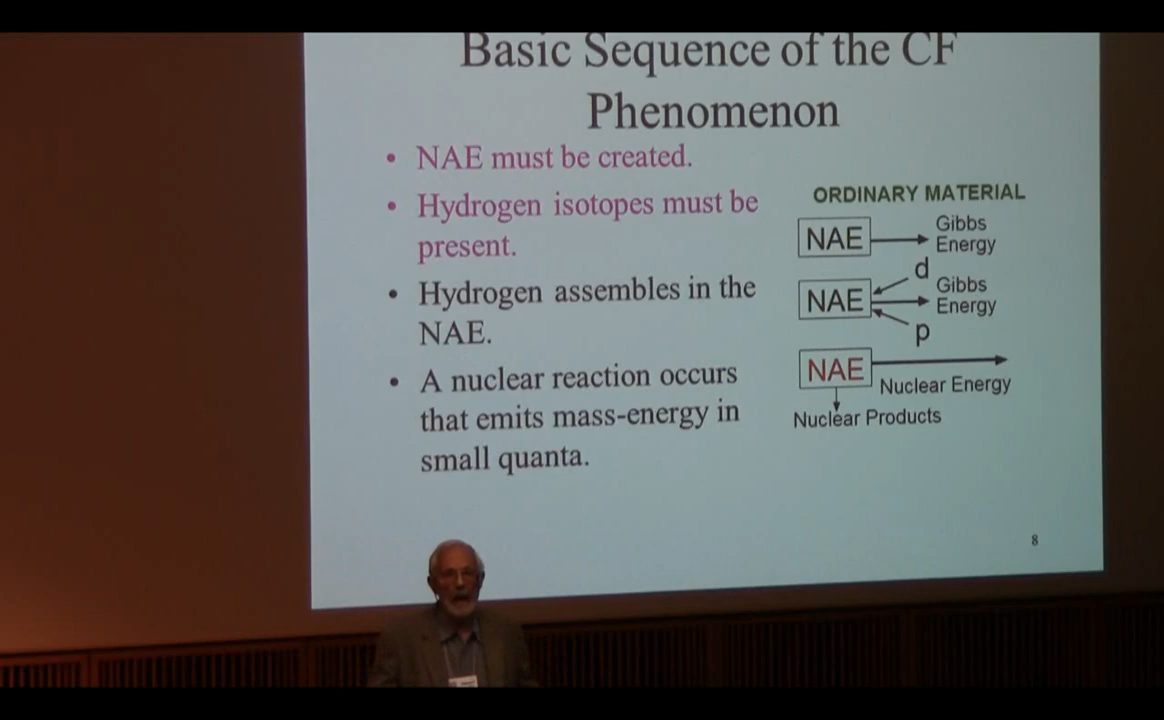 Basic Sequence of the CF
Phenomenon
• NAE must be created.
• Hydrogen isotopes must be
present.
• Hydrogen assembles in the
NAE.
• A nuclear reaction occurs
that emits mass-energy in
small quanta.
ORDINARY MATERIAL
NAE
Gibbs
Energy
d
NAE
Gibbs
Energy
p
NAE
Nuclear Energy
Nuclear Products
8